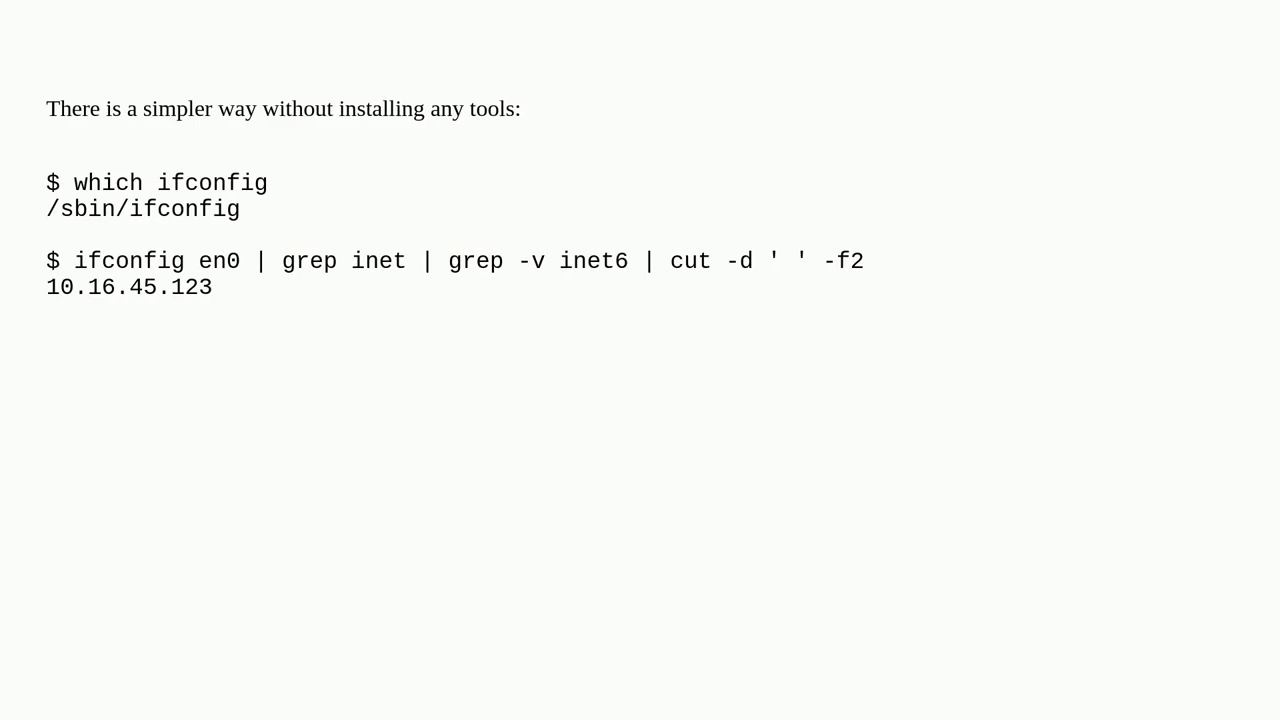 There is a simpler way without installing any tools:
$ which ifconfig
/sbin/ifconfig
$ ifconfig en0 | grep inet | grep -v inet6 | cut -d ' ' -f2
10.16.45.123